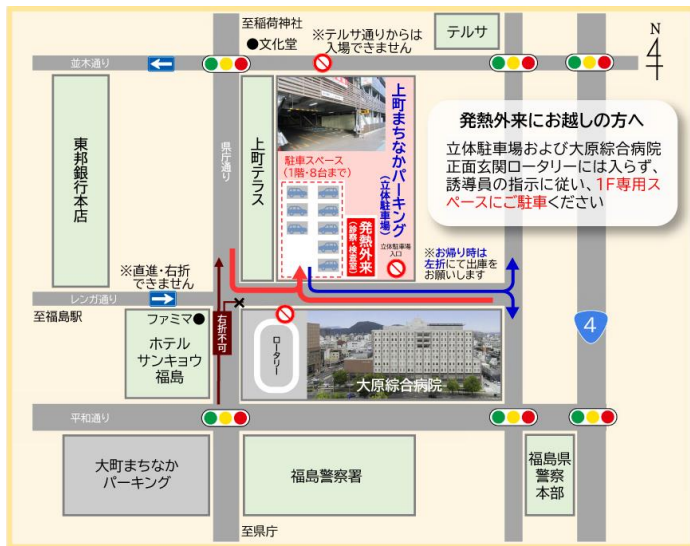 至稲荷神社
●文化堂
※テルサ通りからは
入場できません
テルサ
N
並木通り
県庁通り
東邦銀行本店
上町テラス
駐車スペース
(1階・8台まで)
上町まちなかパーキング
(立体駐車場)
発熱外来
(診察・検査室)
立体駐車場
入口
発熱外来にお越しの方へ
立体駐車場および大原綜合病院
正面玄関ロータリーには入らず、
誘導員の指示に従い、1F専用ス
ペースにご駐車ください
※お帰り時は
左折にて出庫を
お願いします
※直進・右折
できません
レンガ通り
至福島駅
ファミマ●
ホテル
サンキョウ
福島
右折不可
ロータリー
大原綜合病院
4
平和通り
大町まちなか
パーキング
福島警察署
福島県
警察
本部
至県庁